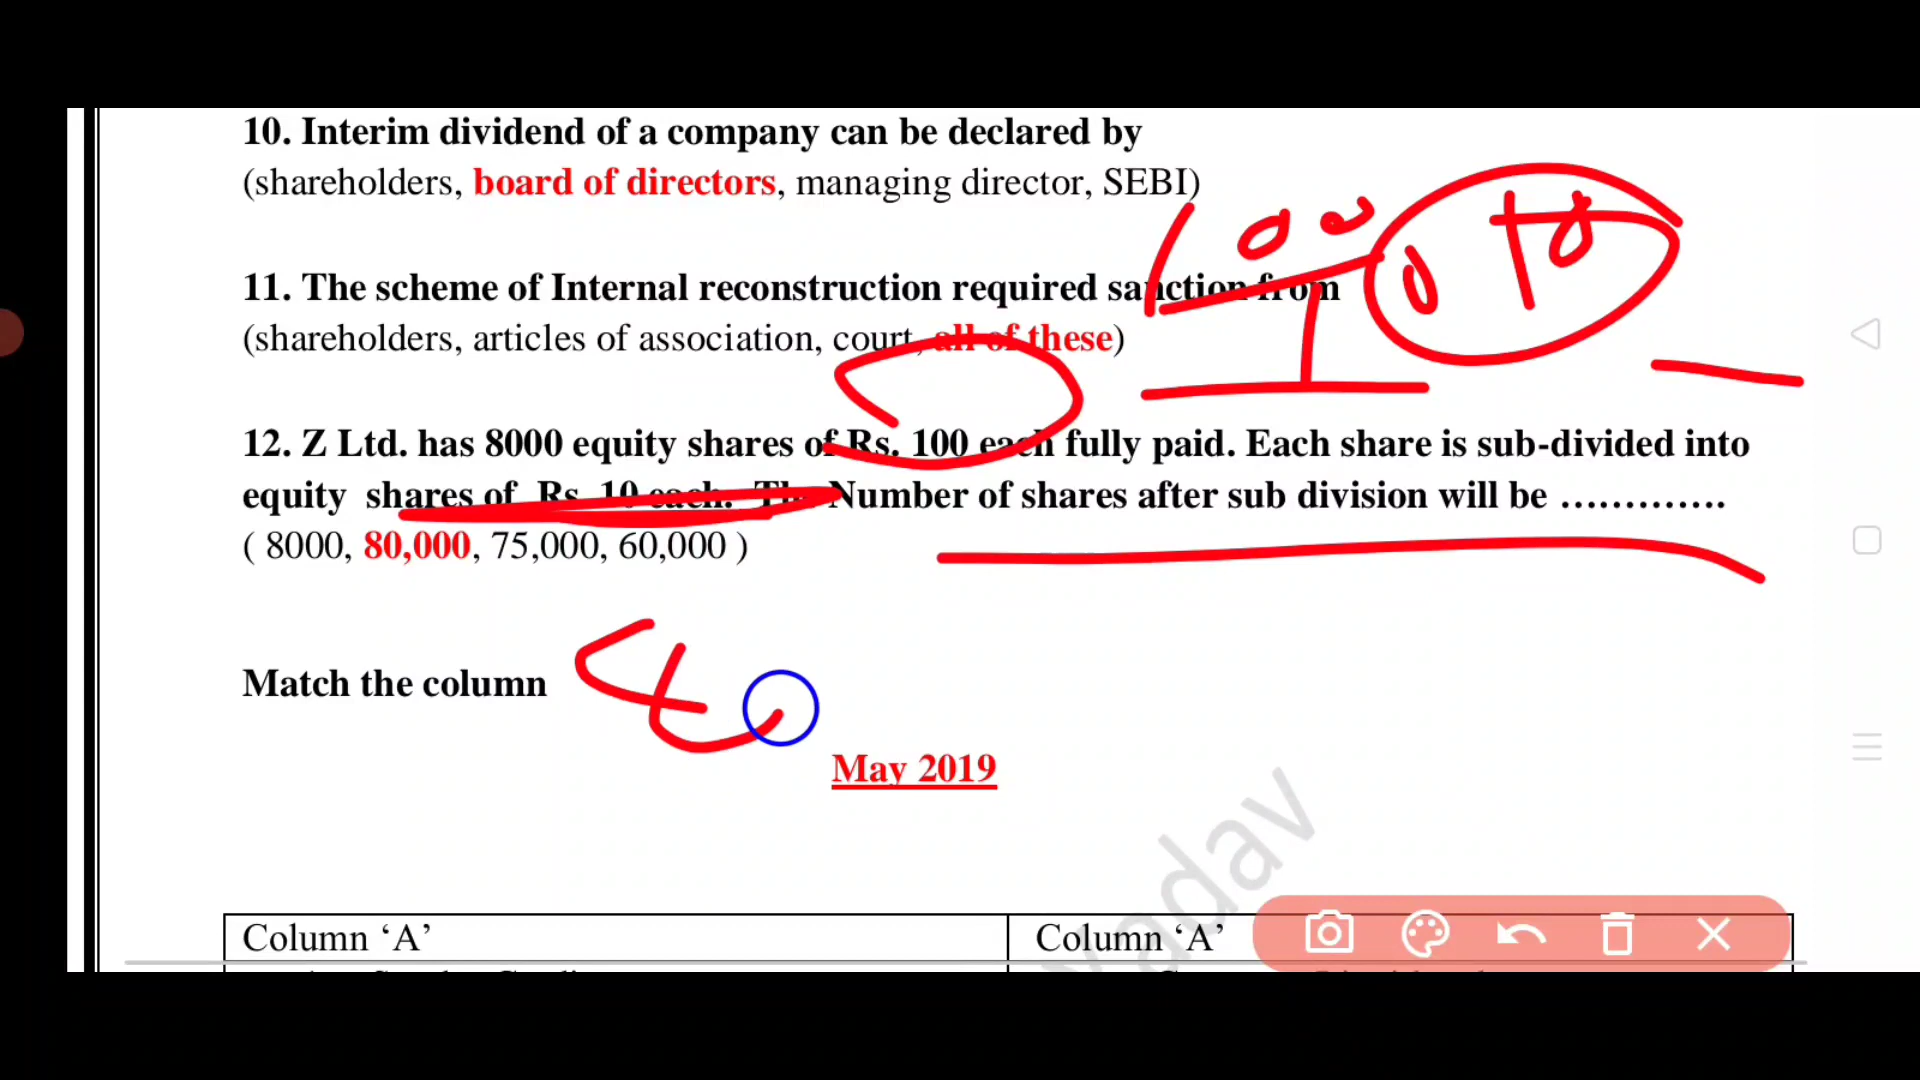 10. Interim dividend of a company can be declared by
(shareholders, board of directors, managing director, SEBI)
11. The scheme of Internal reconstruction required sanction from
(shareholders, articles of association, court, all of these)
12. Z Ltd. has 8000 equity shares of Rs. 100 each fully paid. Each share is sub-divided into
equity shares of Rs. 10 each. The Number of shares after sub division will be ………….
( 8000, 80,000, 75,000, 60,000 )
Match the column
May 2019
adav
Column ‘A’
Column ‘A’